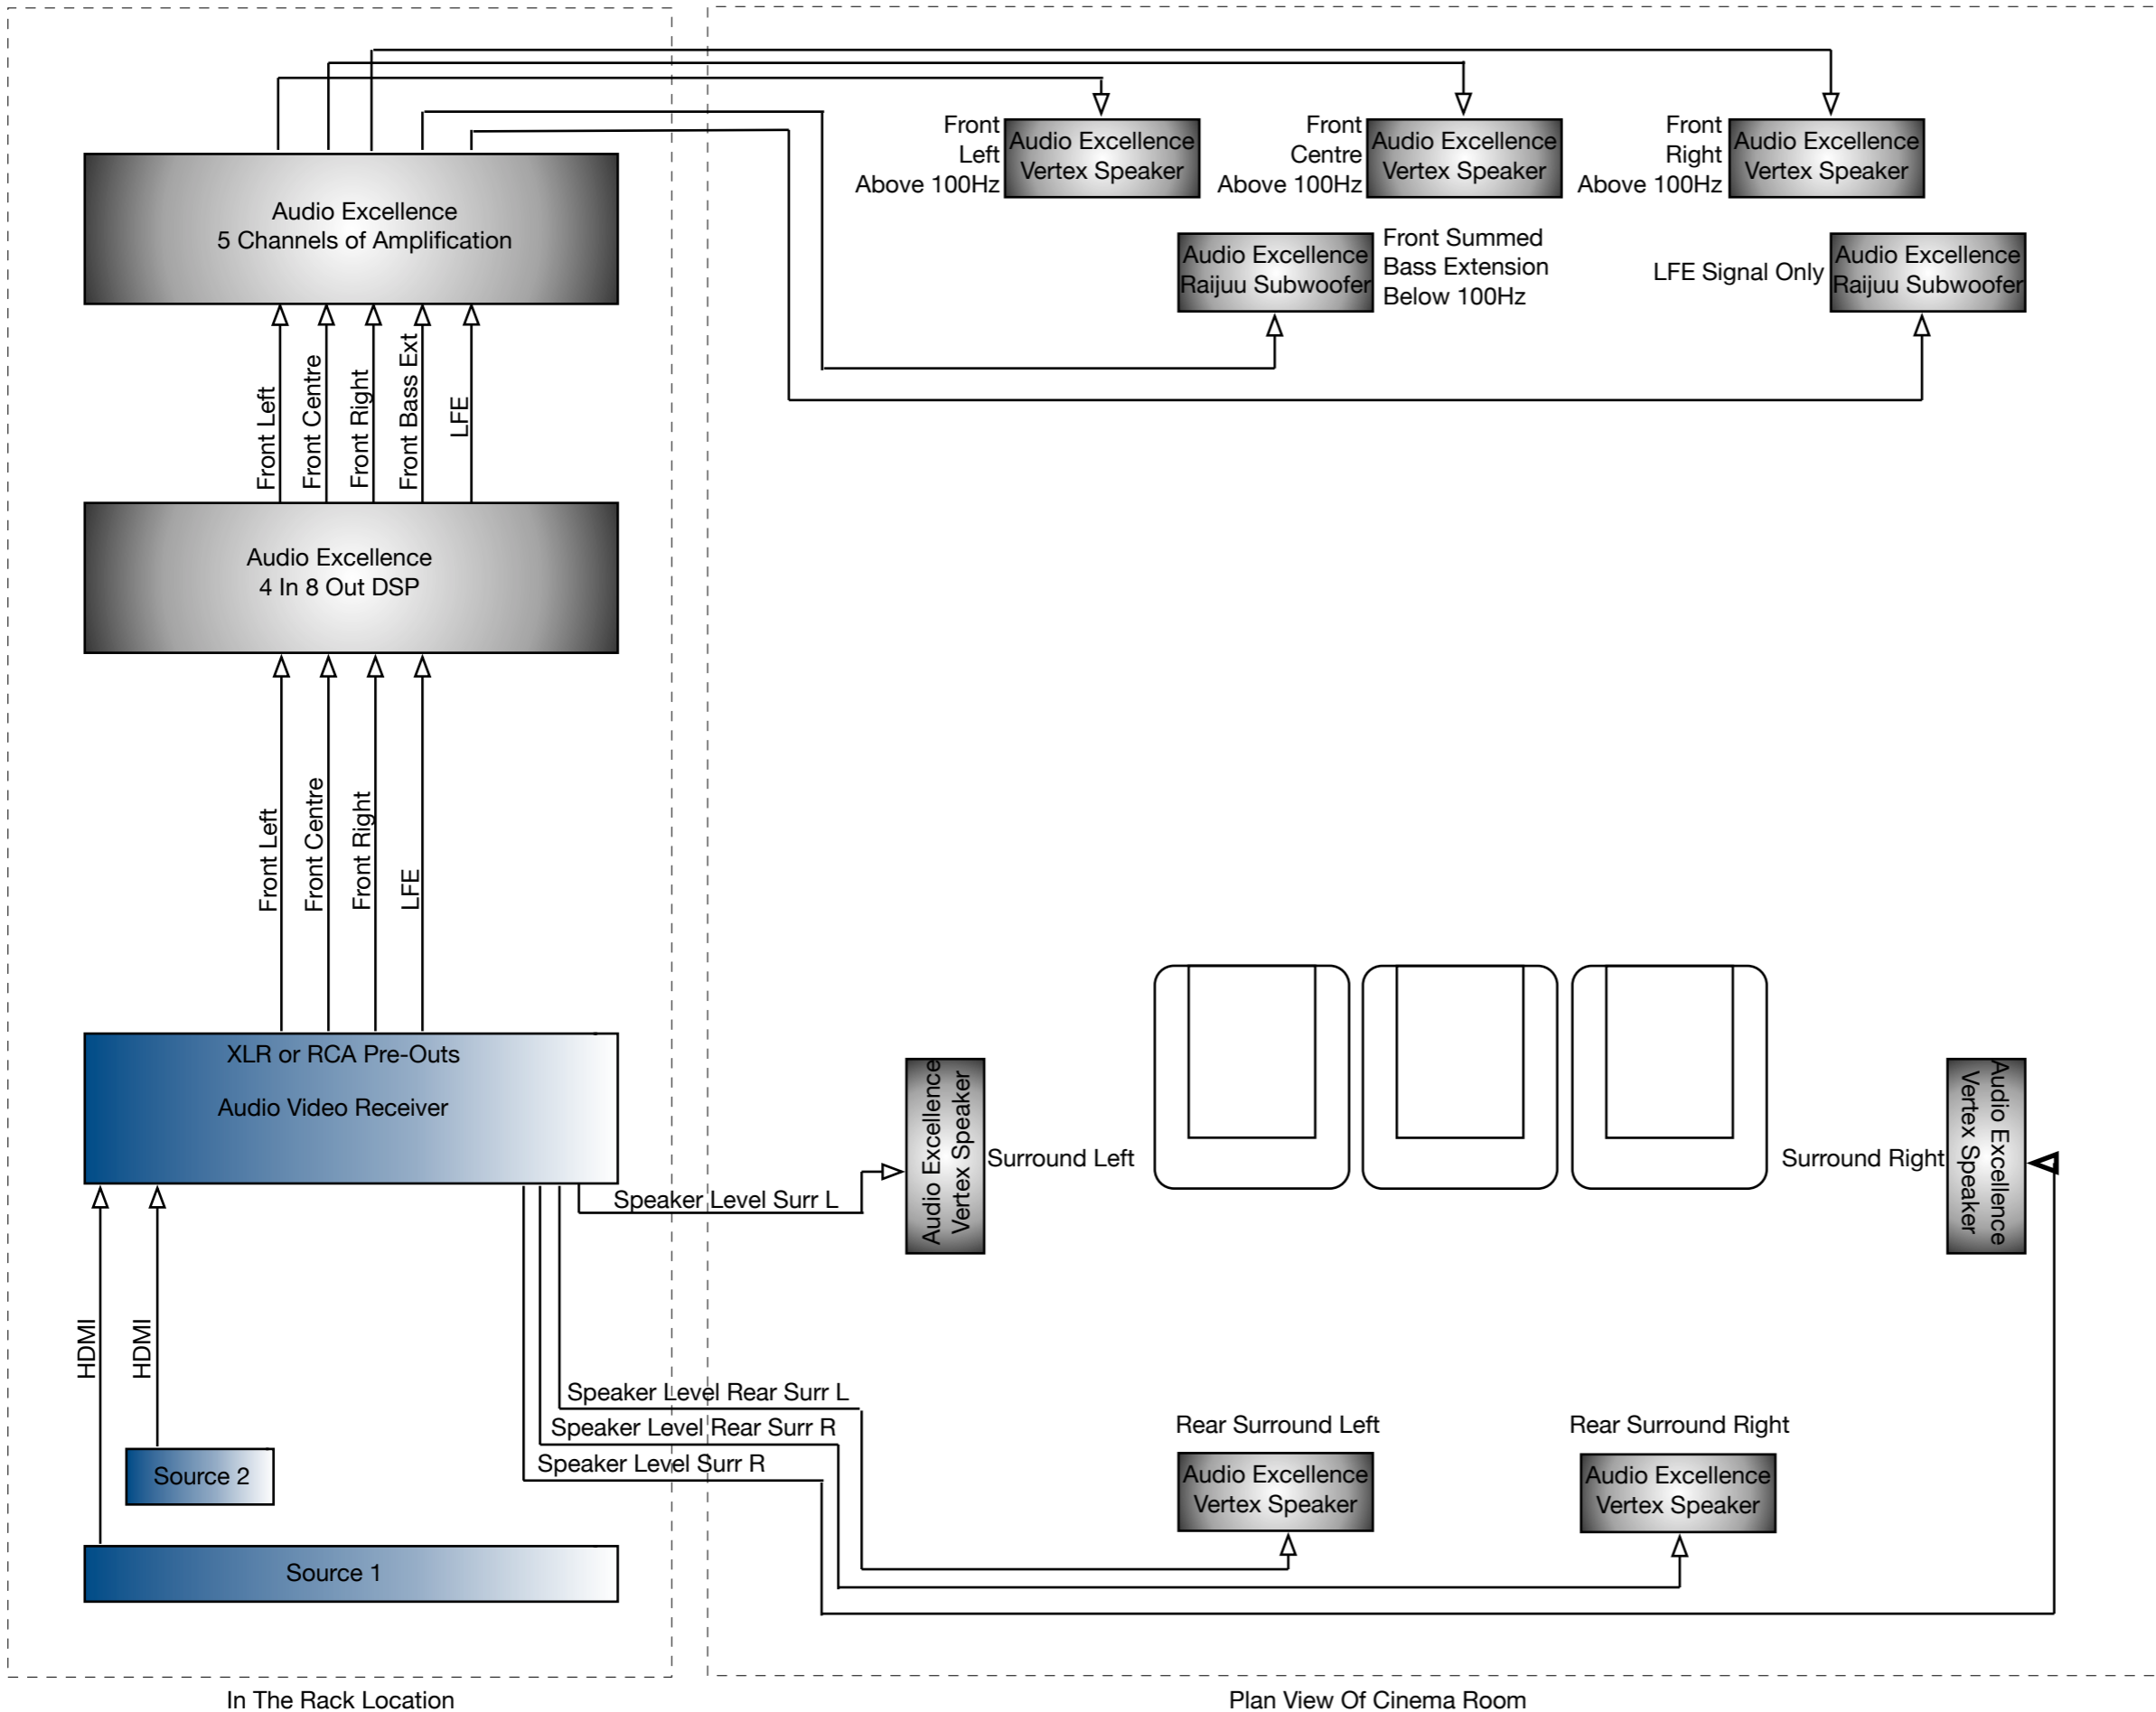 Front
Left
Above 100Hz
Audio Excellence
Vertex Speaker
Front
Centre
Above 100Hz
Audio Excellence
Vertex Speaker
Front
Right
Above 100Hz
Audio Excellence
Vertex Speaker
Audio Excellence
5 Channels of Amplification
Audio Excellence
Raijuu Subwoofer
Front Summed
Bass Extension
Below 100Hz
LFE Signal Only
Audio Excellence
Raijuu Subwoofer
Front Left
Front Centre
Front Right
Front Bass Ext
LFE
Audio Excellence
4 In 8 Out DSP
Front Left
Front Centre
Front Right
LFE
XLR or RCA Pre-Outs
Audio Video Receiver
Speaker Level Surr L
Audio Excellence
Vertex Speaker
Surround Left
Surround Right
Audio Excellence
Vertex Speaker
HDMI
HDMI
Speaker Level Rear Surr L
Speaker Level Rear Surr R
Speaker Level Surr R
Rear Surround Left
Audio Excellence
Vertex Speaker
Rear Surround Right
Audio Excellence
Vertex Speaker
Source 2
Source 1
In The Rack Location
Plan View Of Cinema Room